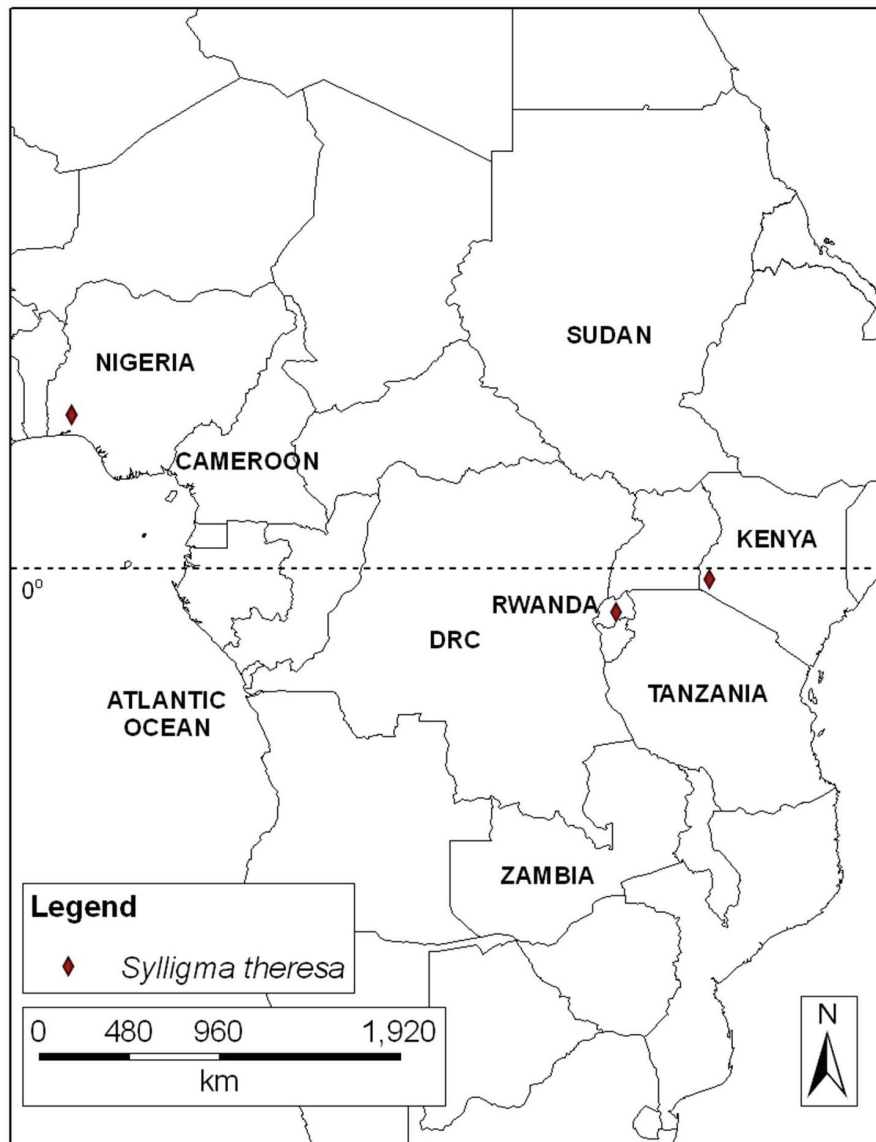 SUDAN
NIGERIA
CAMEROON
KENYA
0⁰
RWANDA
DRC
TANZANIA
ATLANTIC
OCEAN
ZAMBIA
Legend
Sylligma theresa
0 480 960 1,920
km
N